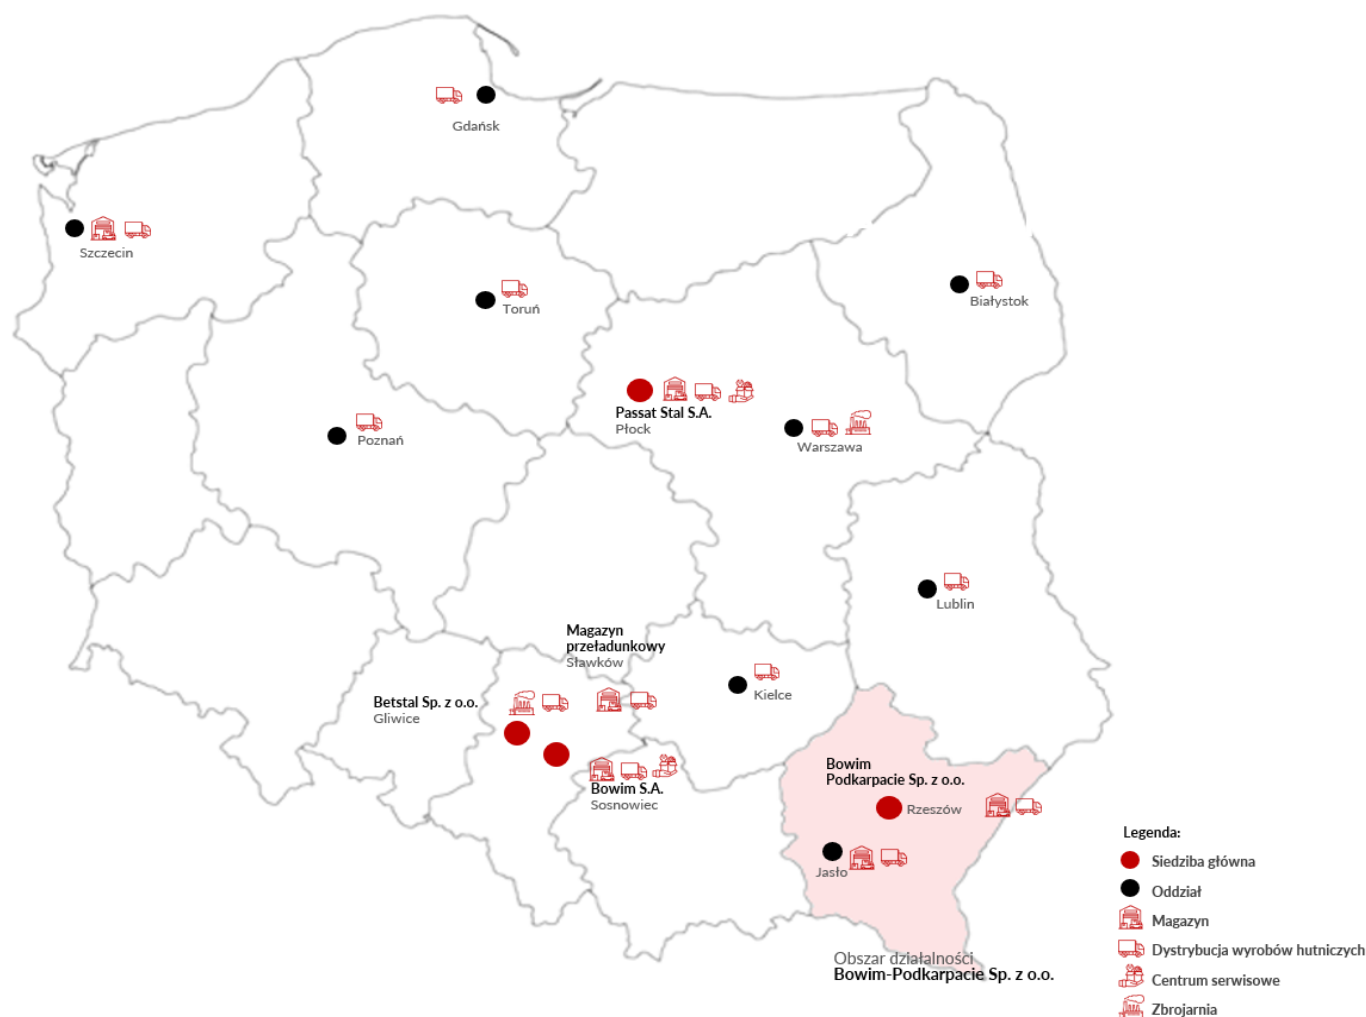 Gdańsk
Szczecin
Toruń
Białystok
Passat Stal S.A.
Płock
Poznań
Warszawa
Lublin
Magazyn
przeładunkowy
Sławków
Kielce
Betstal Sp. z o.o.
Gliwice
Bowim S.A.
Sosnowiec
Bowim
Podkarpacie Sp. z o.o.
Rzeszów
Jasło
Obszar działalności
Bowim-Podkarpacie Sp. z o.o.
Legenda:
Siedziba główna
Oddział
Magazyn
Dystrybucja wyrobów hutniczych
Centrum serwisowe
Zbrojarnia